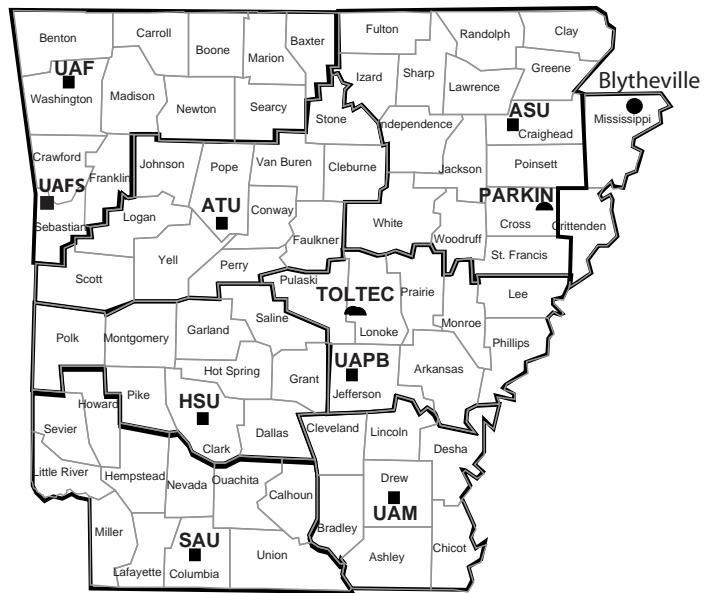 Benton
Carroll
Boone
Marion
Baxter
Fulton
Randolph
Clay
UAF
Washington
Madison
Newton
Searcy
Izard
Sharp
Lawrence
Greene
Blytheville
Mississippi
Stone
Independence
ASU
Craighead
Crawford
Franklin
Johnson
Pope
Van Buren
Cleburne
Jackson
Poinsett
UAFS
Sebastian
Logan
ATU
Conway
Faulkner
White
Woodruff
PARKIN
Cross
Crittenden
St. Francis
Scott
Yell
Perry
Pulaski
TOLTEC
Lonoke
Prairie
Monroe
Lee
Phillips
Polk
Montgomery
Garland
Saline
Hot Spring
Grant
UAPB
Jefferson
Arkansas
Howard
Pike
HSU
Clark
Dallas
Cleveland
Lincoln
Desha
Sevier
Little River
Hempstead
Nevada
Ouachita
Calhoun
Drew
UAM
Bradley
Miller
Lafayette
SAU
Columbia
Union
Ashley
Chicot